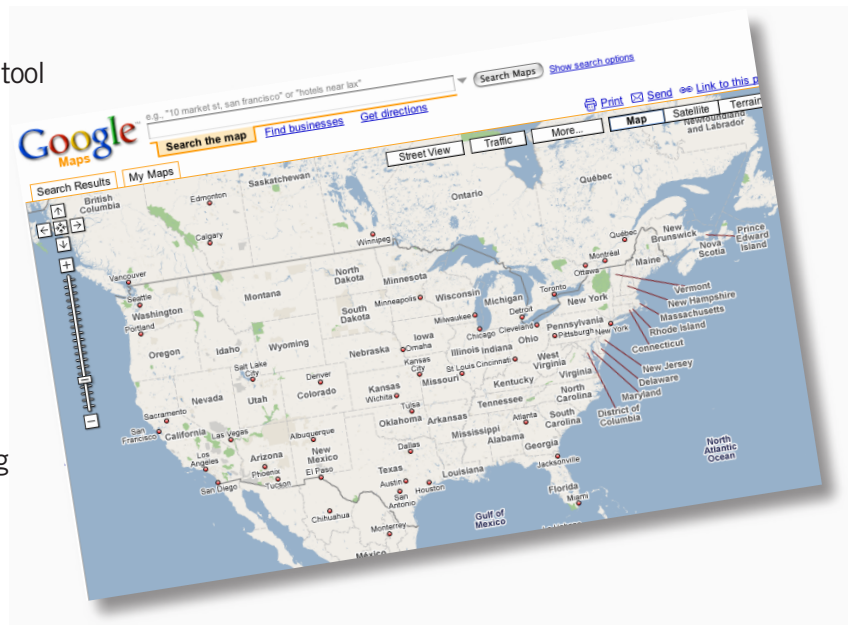 tool
g
Google
Maps
e.g., "10 market st, san francisco" or "hotels near lax"
Search Maps
Show search options
Search the map
Find businesses
Get directions
Print
Send
Link to this p
Search Results
My Maps
Street View
Traffic
More...
Map
Satellite
Terrain
Newfoundland
and Labrador
British
Columbia
Edmonton
Saskatchewan
Ontario
Québec
Calgary
Winnipeg
Québec
New
Brunswick
Prince
Edward
Island
Nova
Scotia
Montréal
Ottawa
Maine
Vancouver
Seattle
Washington
Portland
Montana
North
Dakota
Minnesota
Minneapolis
Wisconsin
Michigan
Toronto
New York
Vermont
New Hampshire
Massachusetts
Rhode Island
Connecticut
Oregon
Idaho
Wyoming
South
Dakota
Milwaukee
Detroit
Chicago
Cleveland
Pennsylvania
Pittsburgh
New York
New Jersey
Delaware
Maryland
District of
Columbia
Salt Lake
City
Nebraska
Iowa
Omaha
Illinois
Indiana
Ohio
West
Virginia
Virginia
Nevada
Utah
Denver
Colorado
Kansas
Wichita
Kansas
City
Missouri
St Louis
Cincinnati
Kentucky
North
Carolina
Sacramento
San
Francisco
California
Las Vegas
Tulsa
Oklahoma
Arkansas
Tennessee
Atlanta
South
Carolina
Los
Angeles
Arizona
Phoenix
Albuquerque
New
Mexico
Dallas
Mississippi
Alabama
Georgia
San Diego
Tucson
El Paso
Texas
Austin
San
Antonio
Houston
Louisiana
Jacksonville
Florida
Miami
North
Atlantic
Ocean
Chihuahua
Monterrey
Gulf of
Mexico
México